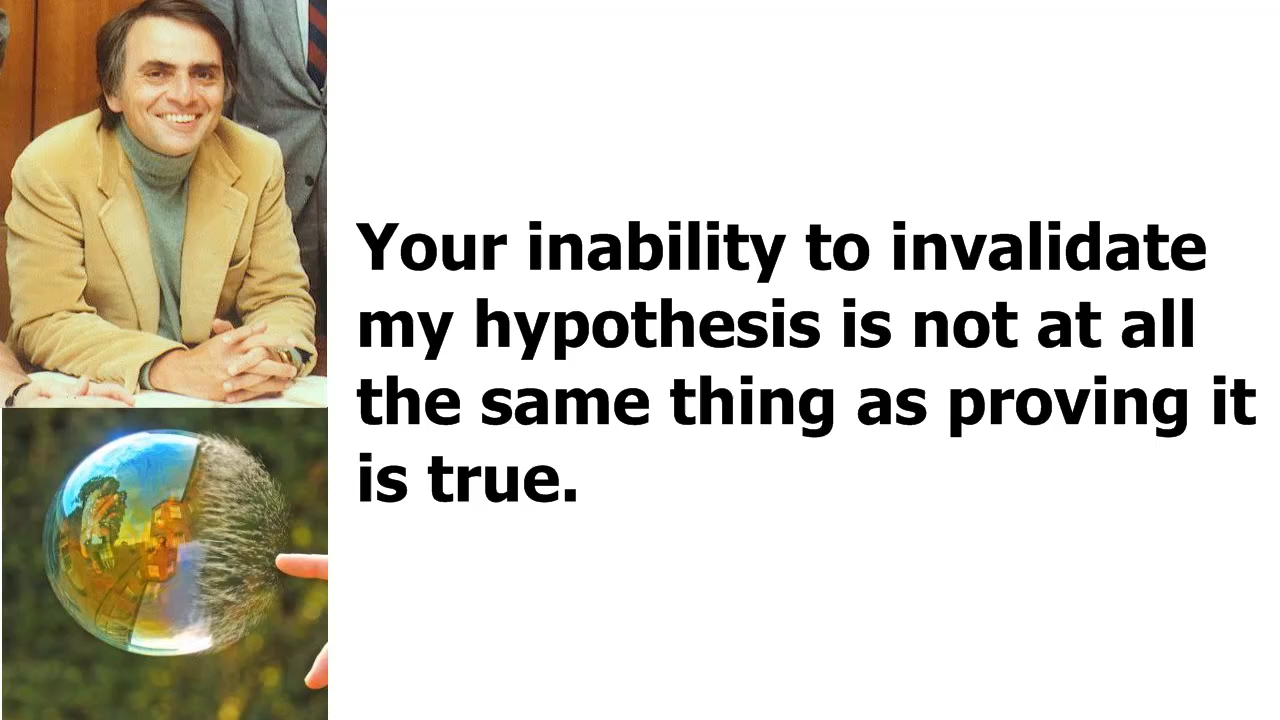 Your inability to invalidate
my hypothesis is not at all
the same thing as proving it
is true.